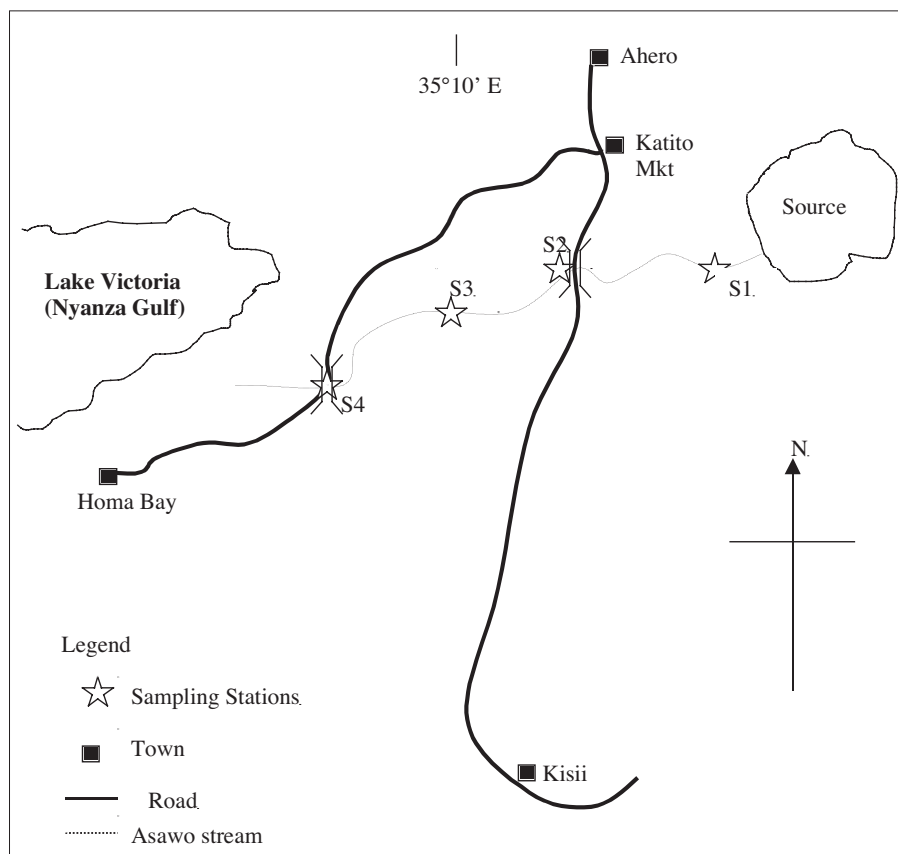 Ahero
35°10' E
Katito
Mkt
Source
S2
Lake Victoria
(Nyanza Gulf)
S3
S1
S4
N
Homa Bay
Legend
Sampling Stations
Town
Kisii
Road
Asawo stream